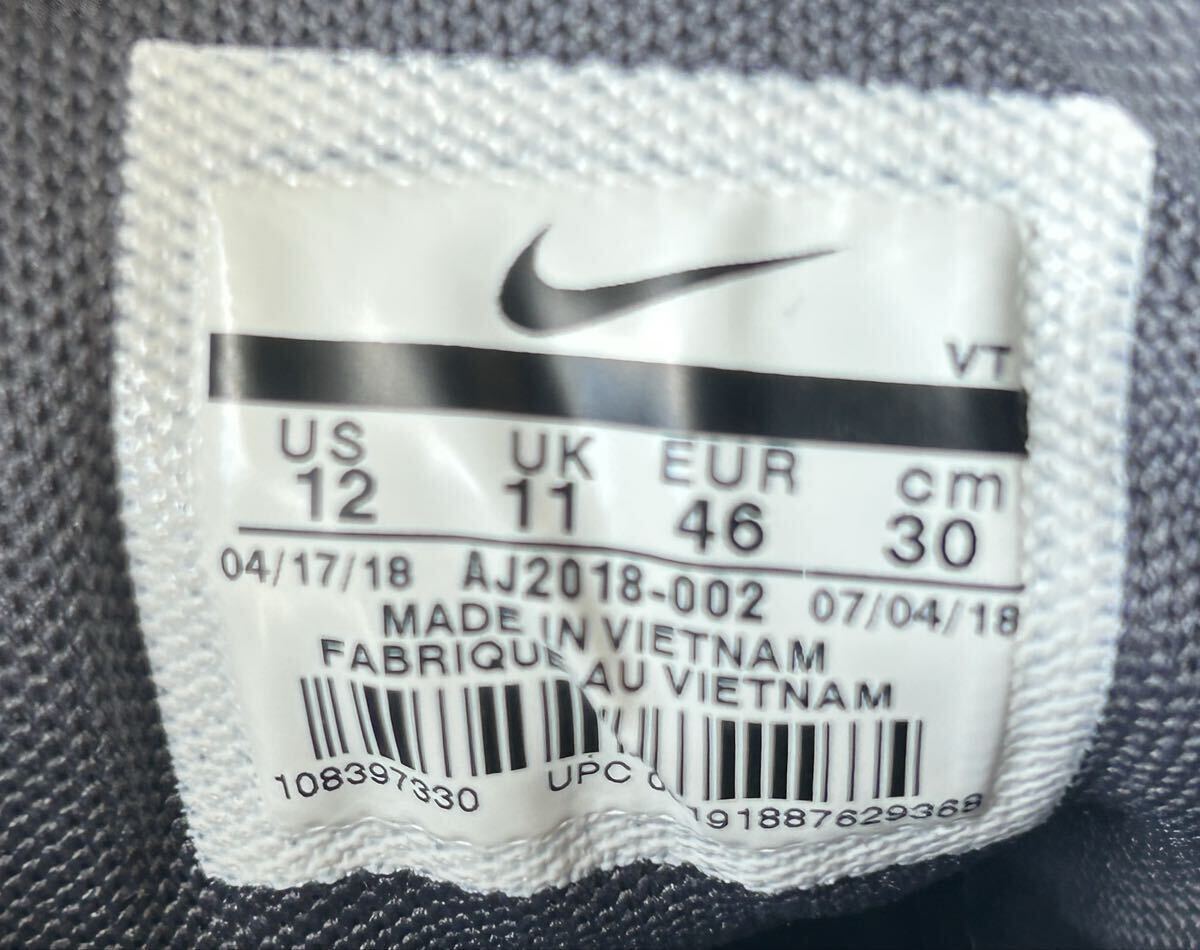 VT
US UK EUR cm
12 11 46 30
04/17/18 AJ2018-002 07/04/18
MADE IN VIETNAM
FABRIQUE AU VIETNAM
108397330 UPC 0 191887629368